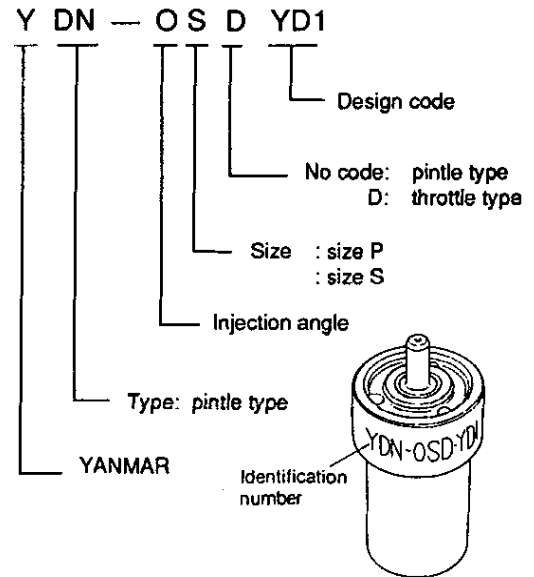 Y DN — O S D YD1
Design code
No code: pintle type
D: throttle type
Size : size P
: size S
Injection angle
Type: pintle type
YANMAR
Identification
number
YDN-OSD-YD1